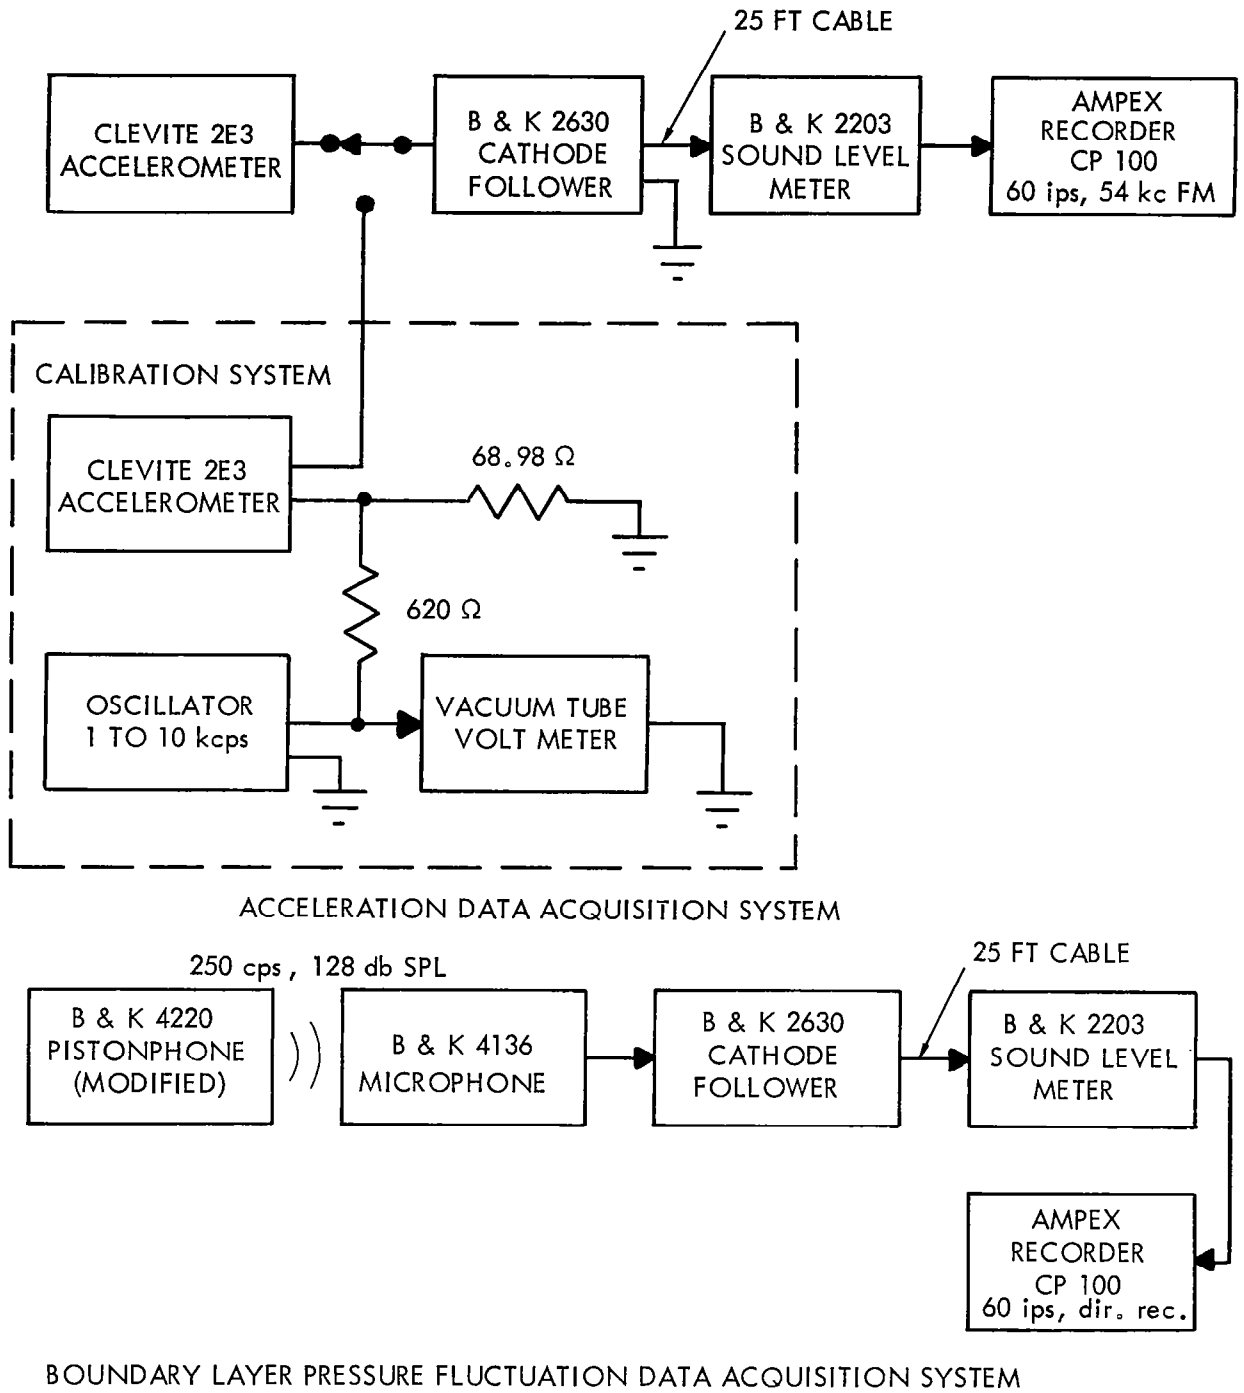 25 FT CABLE
CLEVITE 2E3
ACCELEROMETER
B & K 2630
CATHODE
FOLLOWER
B & K 2203
SOUND LEVEL
METER
AMPEX
RECORDER
CP 100
60 ips, 54 kc FM
CALIBRATION SYSTEM
CLEVITE 2E3
ACCELEROMETER
68.98 Ω
620 Ω
OSCILLATOR
1 TO 10 kcps
VACUUM TUBE
VOLT METER
ACCELERATION DATA ACQUISITION SYSTEM
250 cps, 128 db SPL
25 FT CABLE
B & K 4220
PISTONPHONE
(MODIFIED)
B & K 4136
MICROPHONE
B & K 2630
CATHODE
FOLLOWER
B & K 2203
SOUND LEVEL
METER
AMPEX
RECORDER
CP 100
60 ips, dir. rec.
BOUNDARY LAYER PRESSURE FLUCTUATION DATA ACQUISITION SYSTEM